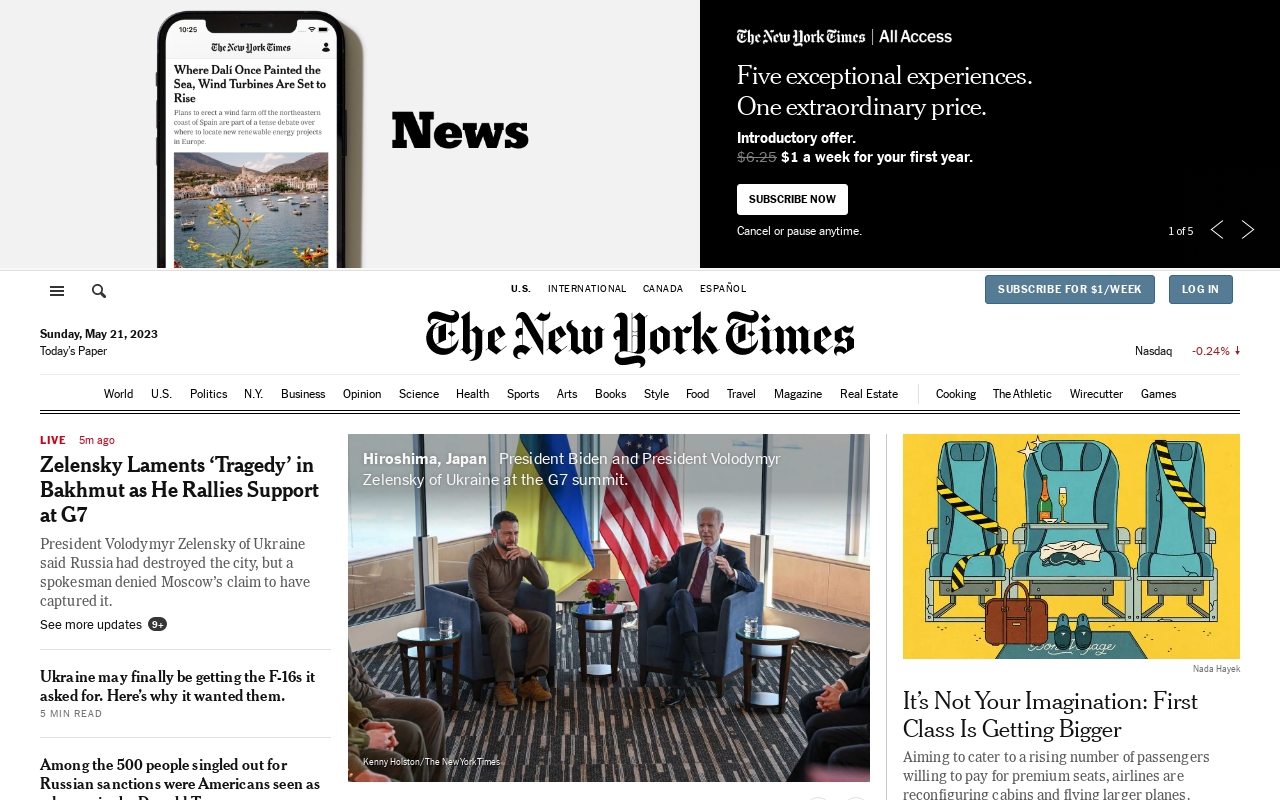 10:25
The New York Times
Where Dalí Once Painted the
Sea, Wind Turbines Are Set to
Rise
Plans to erect a wind farm off the northeastern
coast of Spain are part of a tense debate over
where to locate new renewable energy projects
in Europe.
News
The New York Times | All Access
Five exceptional experiences.
One extraordinary price.
Introductory offer.
$6.25 $1 a week for your first year.
SUBSCRIBE NOW
Cancel or pause anytime.
1 of 5
U.S. INTERNATIONAL CANADA ESPAÑOL
SUBSCRIBE FOR $1/WEEK
LOG IN
Sunday, May 21, 2023
Today's Paper
The New York Times
Nasdaq -0.24%
World U.S. Politics N.Y. Business Opinion Science Health Sports Arts Books Style Food Travel Magazine Real Estate Cooking The Athletic Wirecutter Games
LIVE 5m ago
Zelensky Laments ‘Tragedy’ in
Bakhmut as He Rallies Support
at G7
President Volodymyr Zelensky of Ukraine
said Russia had destroyed the city, but a
spokesman denied Moscow’s claim to have
captured it.
See more updates 9+
Ukraine may finally be getting the F-16s it
asked for. Here’s why it wanted them.
5 MIN READ
Among the 500 people singled out for
Russian sanctions were Americans seen as
Hiroshima, Japan President Biden and President Volodymyr
Zelensky of Ukraine at the G7 summit.
Kenny Holston/The New York Times
Bon Voyage
Nada Hayek
It’s Not Your Imagination: First
Class Is Getting Bigger
Aiming to cater to a rising number of passengers
willing to pay for premium seats, airlines are
reconfiguring cabins and flying larger planes.